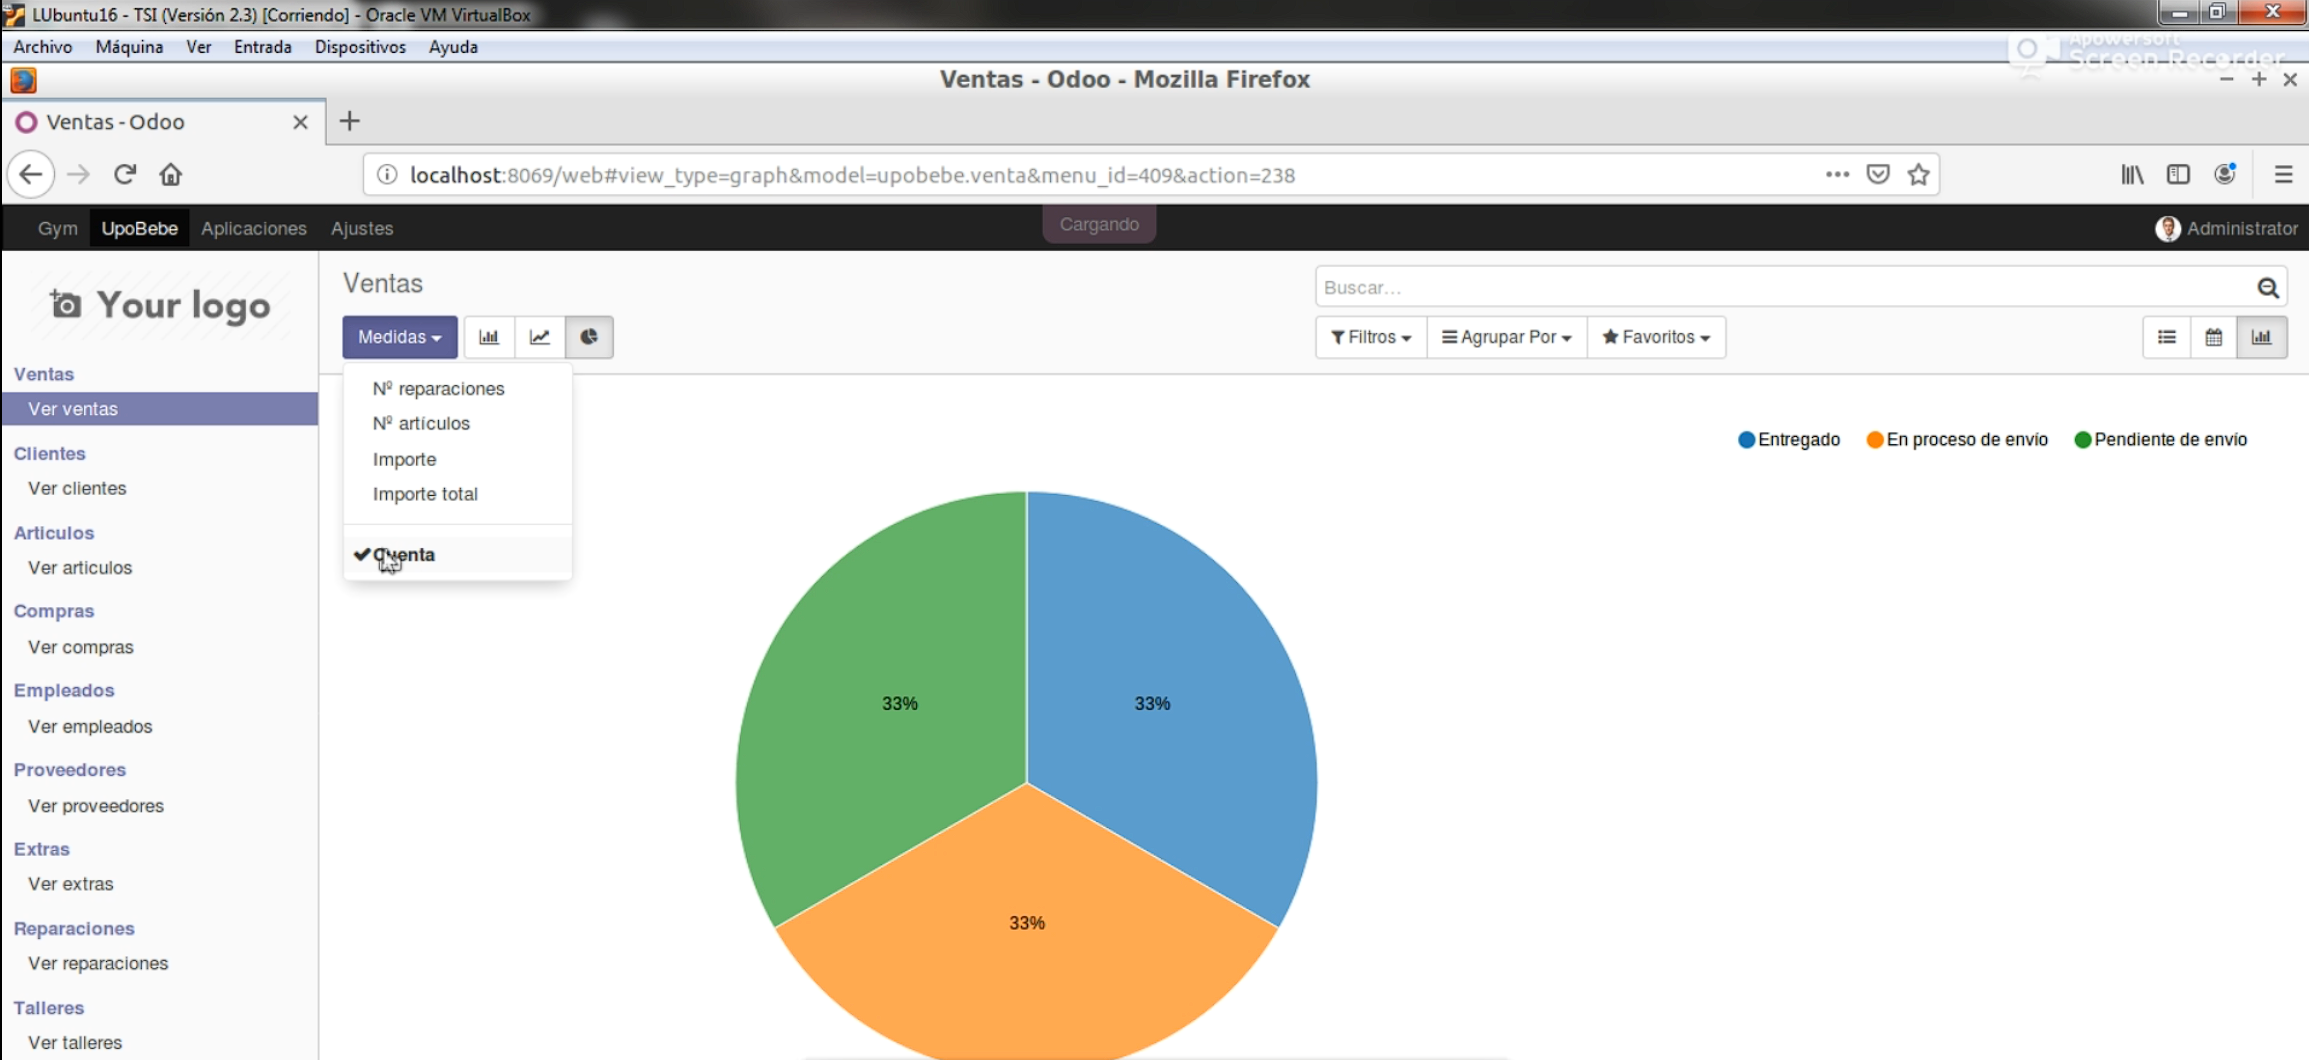 LUbuntu16 - TSI (Versión 2.3) [Corriendo] - Oracle VM VirtualBox
Archivo Máquina Ver Entrada Dispositivos Ayuda
Apowersoft
Screen Recorder
Ventas - Odoo - Mozilla Firefox
Ventas - Odoo
localhost:8069/web#view_type=graph&model=upobebe.venta&menu_id=409&action=238
Gym UpoBebe Aplicaciones Ajustes Cargando Administrator
Your logo
Ventas
Buscar...
Medidas Filtros Agrupar Por Favoritos
Nº reparaciones
Nº artículos
Importe
Importe total
Cuenta
Ventas
Ver ventas
Clientes
Ver clientes
Articulos
Ver articulos
Compras
Ver compras
Empleados
Ver empleados
Proveedores
Ver proveedores
Extras
Ver extras
Reparaciones
Ver reparaciones
Talleres
Ver talleres
Entregado En proceso de envío Pendiente de envío
33% 33%
33%